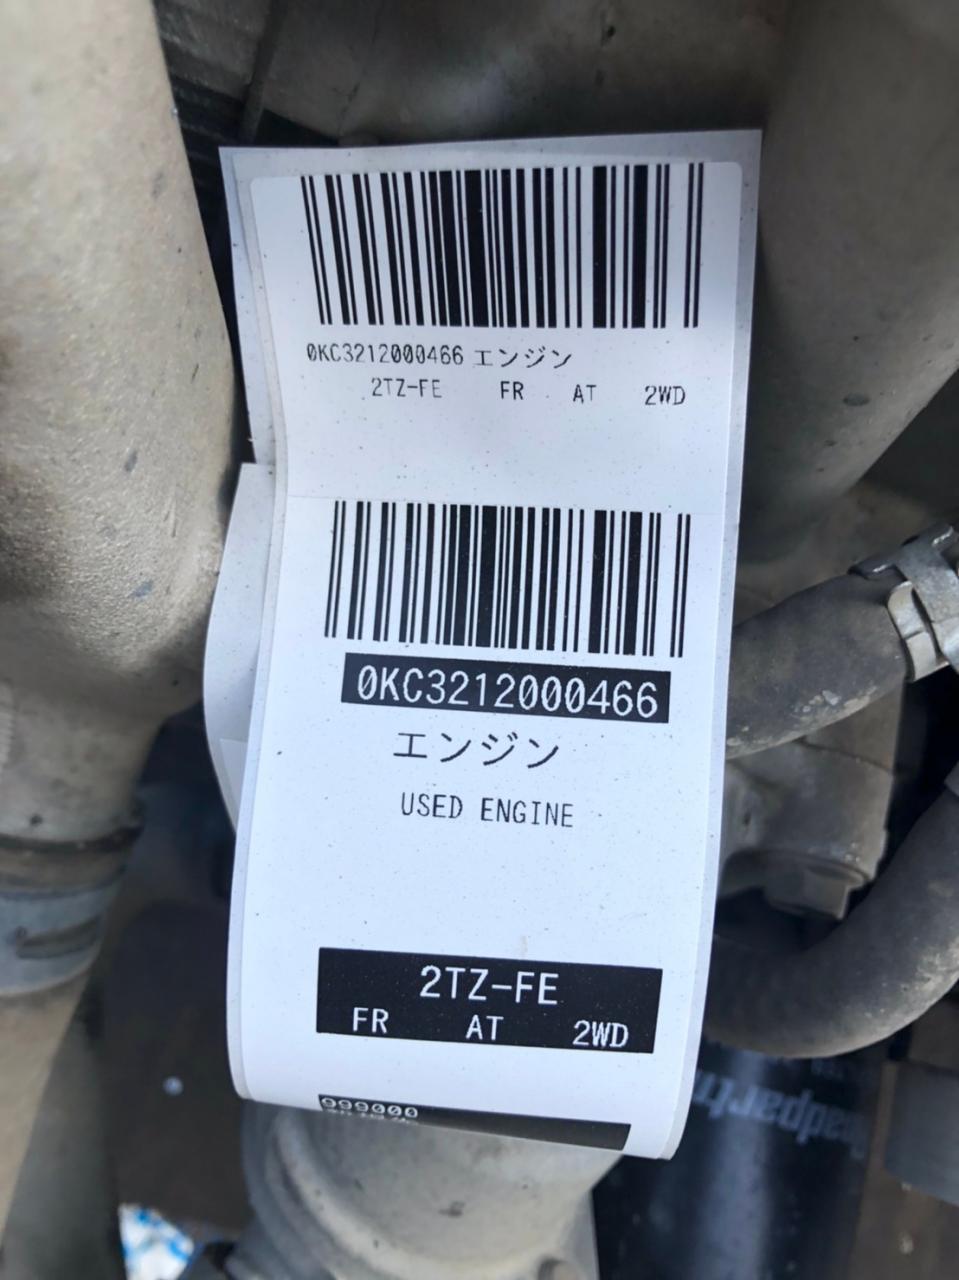 0KC3212000466 エンジン
2TZ-FE FR AT 2WD
0KC3212000466
エンジン
USED ENGINE
2TZ-FE
FR AT 2WD
999000